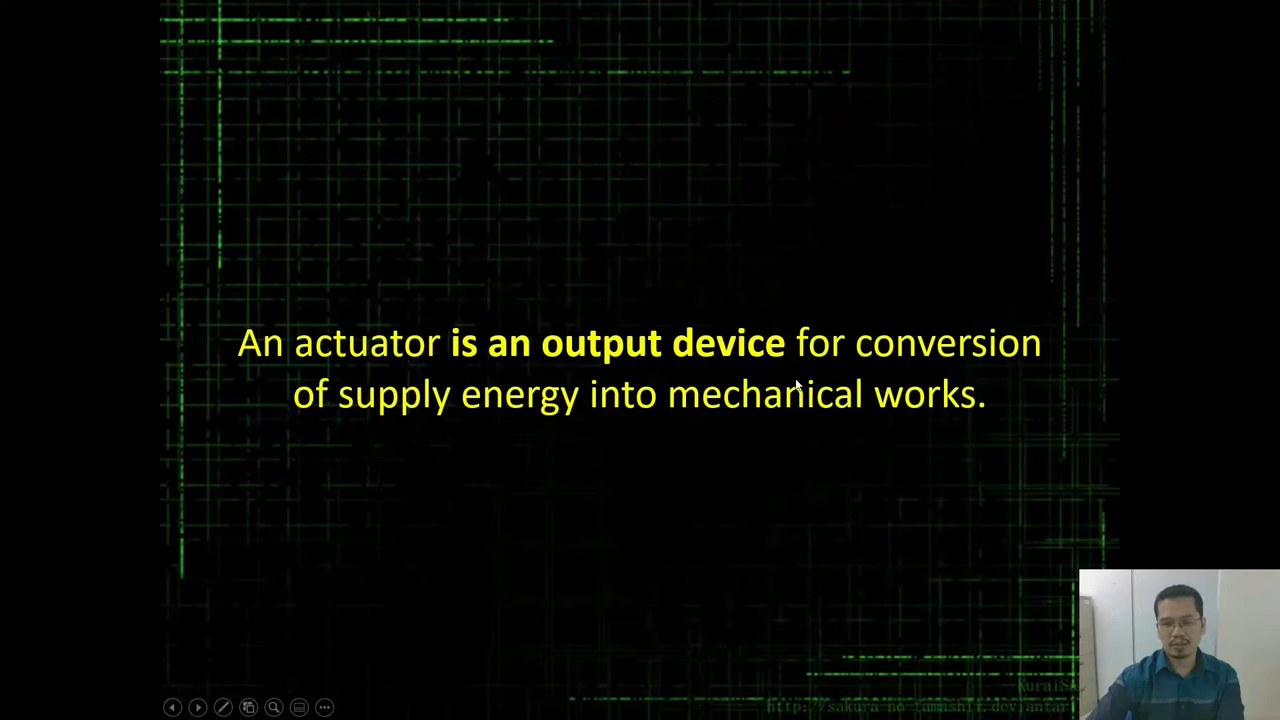 An actuator is an output device for conversion
of supply energy into mechanical works.